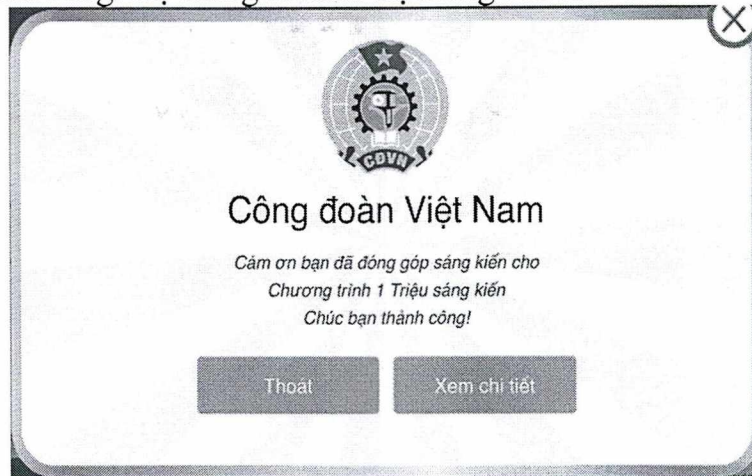 CĐVN
Công đoàn Việt Nam
Cảm ơn bạn đã đóng góp sáng kiến cho
Chương trình 1 Triệu sáng kiến
Chúc bạn thành công!
Thoát
Xem chi tiết